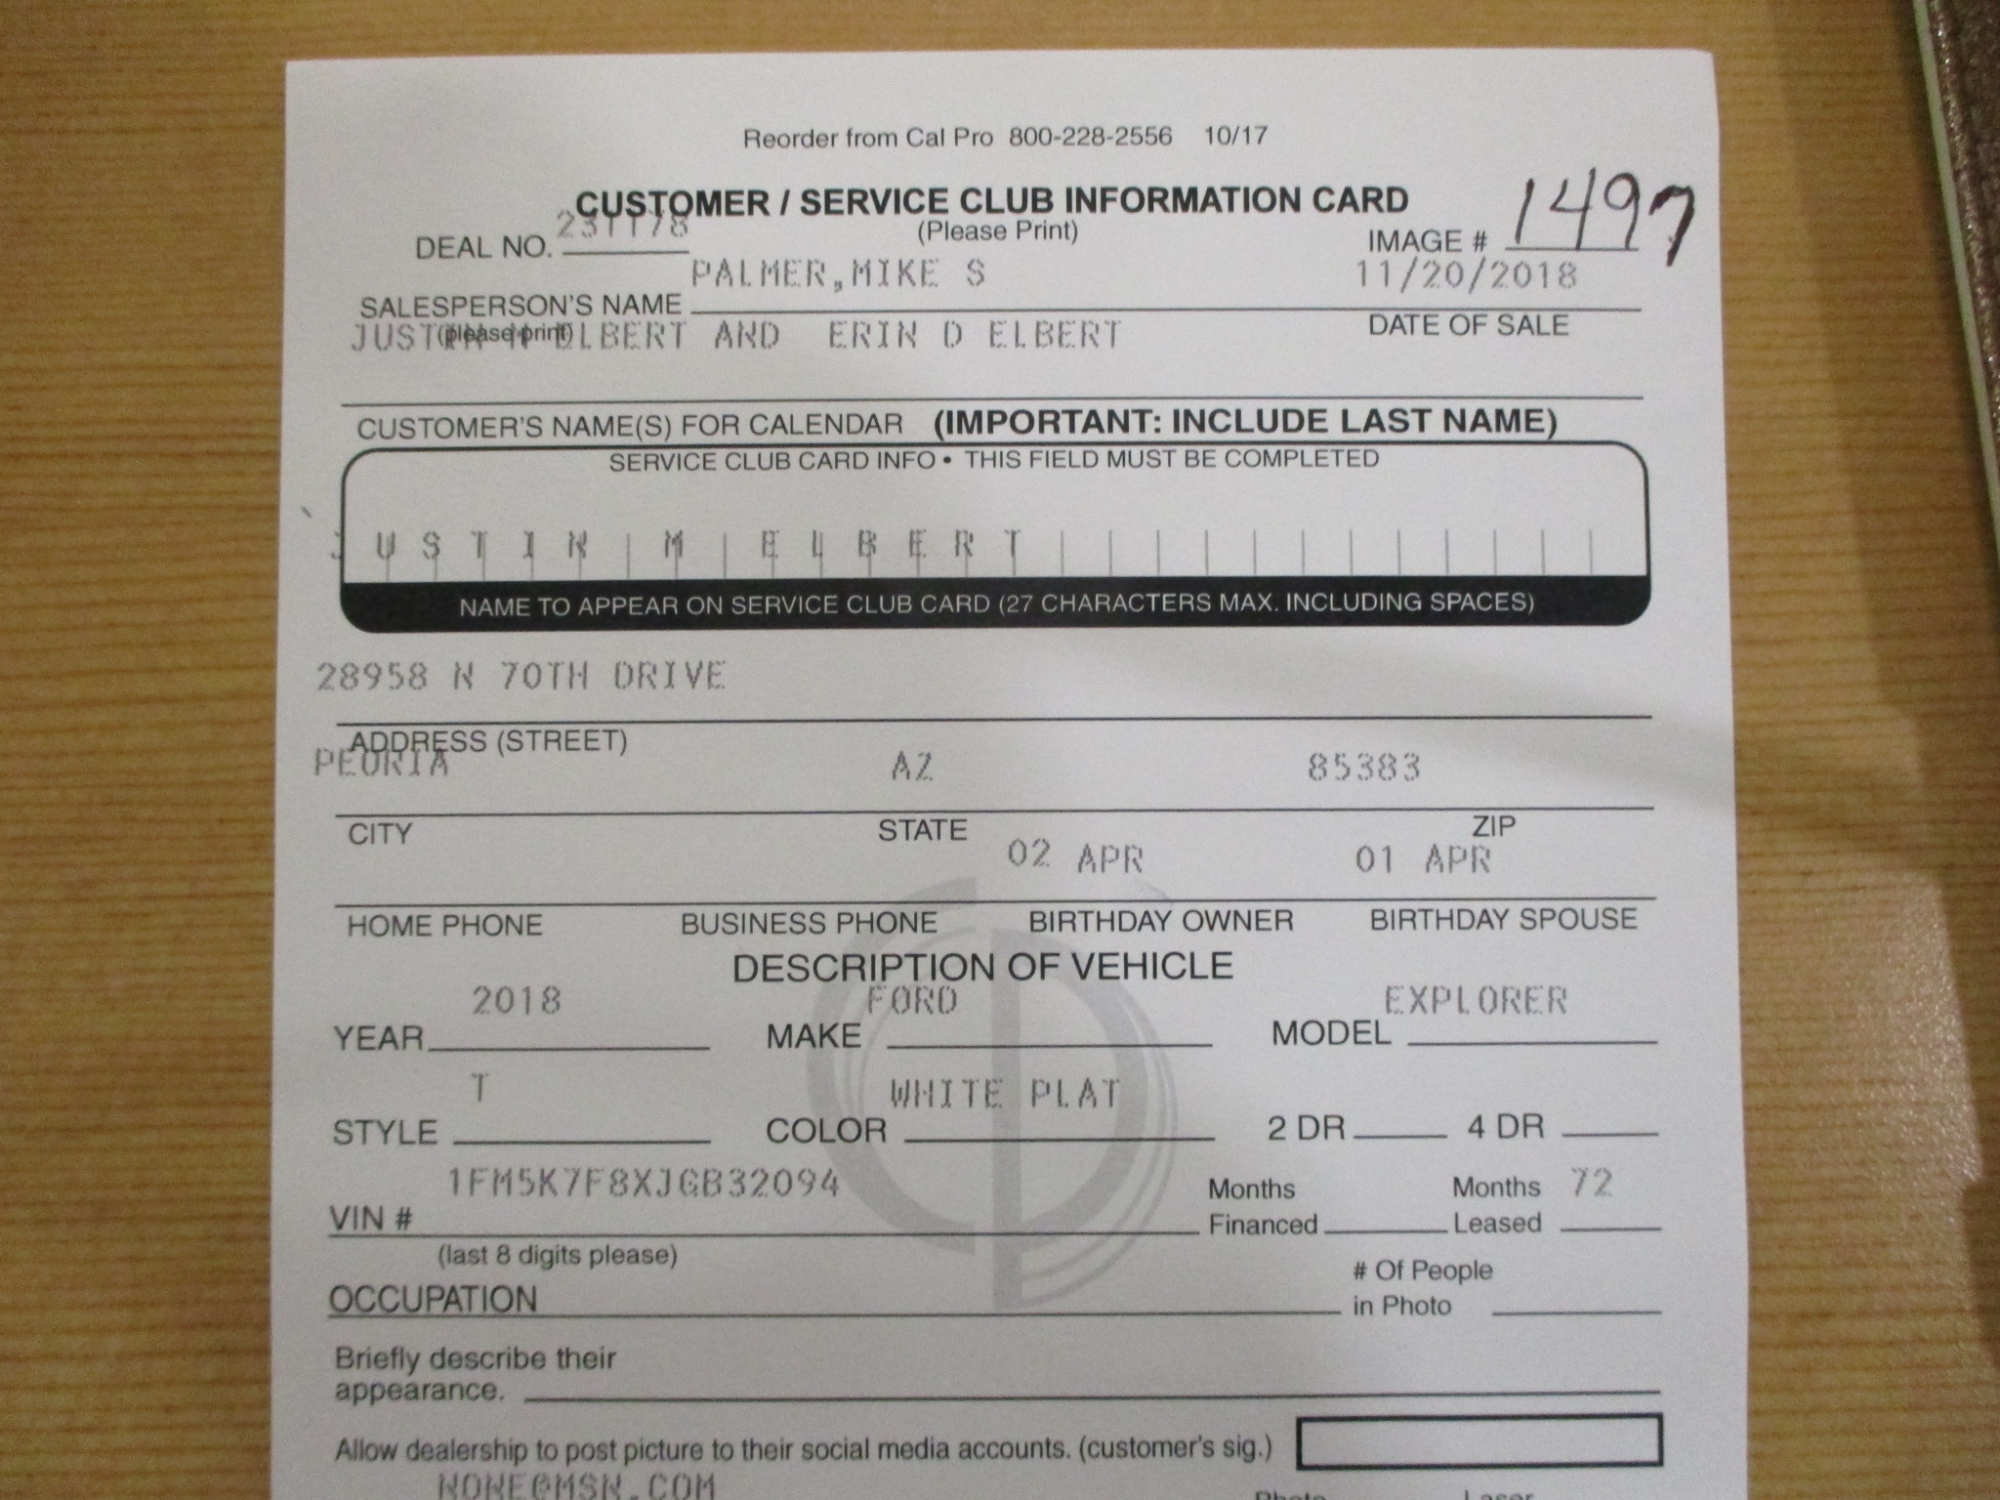 Reorder from Cal Pro 800-228-2556 10/17
CUSTOMER / SERVICE CLUB INFORMATION CARD
(Please Print)
DEAL NO. 231178
IMAGE # 1497
PALMER,MIKE S 11/20/2018
SALESPERSON'S NAME
(please print)
DATE OF SALE
JUSTIN M ELBERT AND ERIN D ELBERT
CUSTOMER'S NAME(S) FOR CALENDAR (IMPORTANT: INCLUDE LAST NAME)
SERVICE CLUB CARD INFO • THIS FIELD MUST BE COMPLETED
JUSTIN M ELBERT
NAME TO APPEAR ON SERVICE CLUB CARD (27 CHARACTERS MAX. INCLUDING SPACES)
28958 N 70TH DRIVE
ADDRESS (STREET)
PEORIA AZ 85383
CITY STATE ZIP
02 APR 01 APR
HOME PHONE BUSINESS PHONE BIRTHDAY OWNER BIRTHDAY SPOUSE
DESCRIPTION OF VEHICLE
2018 FORD EXPLORER
YEAR MAKE MODEL
T WHITE PLAT
STYLE COLOR 2 DR 4 DR
1FM5K7F8XJGB32094
VIN #
(last 8 digits please)
Months Financed
Months Leased 72
OCCUPATION
# Of People
in Photo
Briefly describe their
appearance.
Allow dealership to post picture to their social media accounts. (customer's sig.)
NONE@MSN.COM